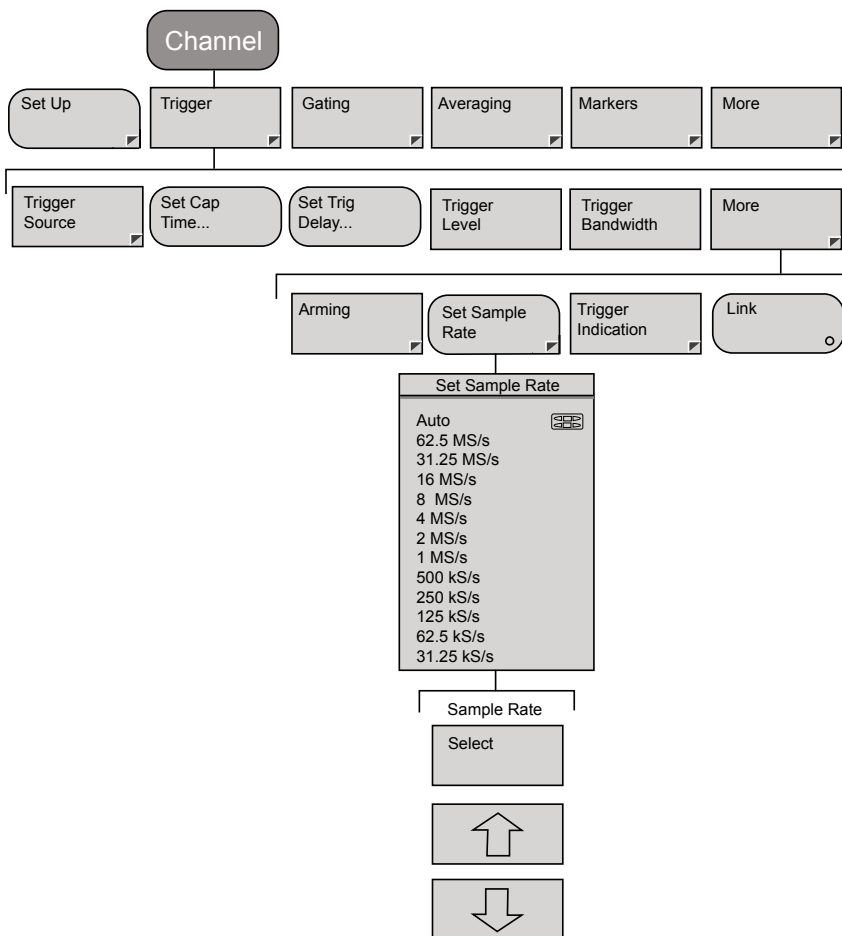 Channel
Set Up
Trigger
Gating
Averaging
Markers
More
Trigger
Source
Set Cap
Time...
Set Trig
Delay...
Trigger
Level
Trigger
Bandwidth
More
Arming
Set Sample
Rate
Trigger
Indication
Link
Set Sample Rate
Auto
62.5 MS/s
31.25 MS/s
16 MS/s
8  MS/s
4 MS/s
2 MS/s
1 MS/s
500 kS/s
250 kS/s
125 kS/s
62.5 kS/s
31.25 kS/s
Sample Rate
Select